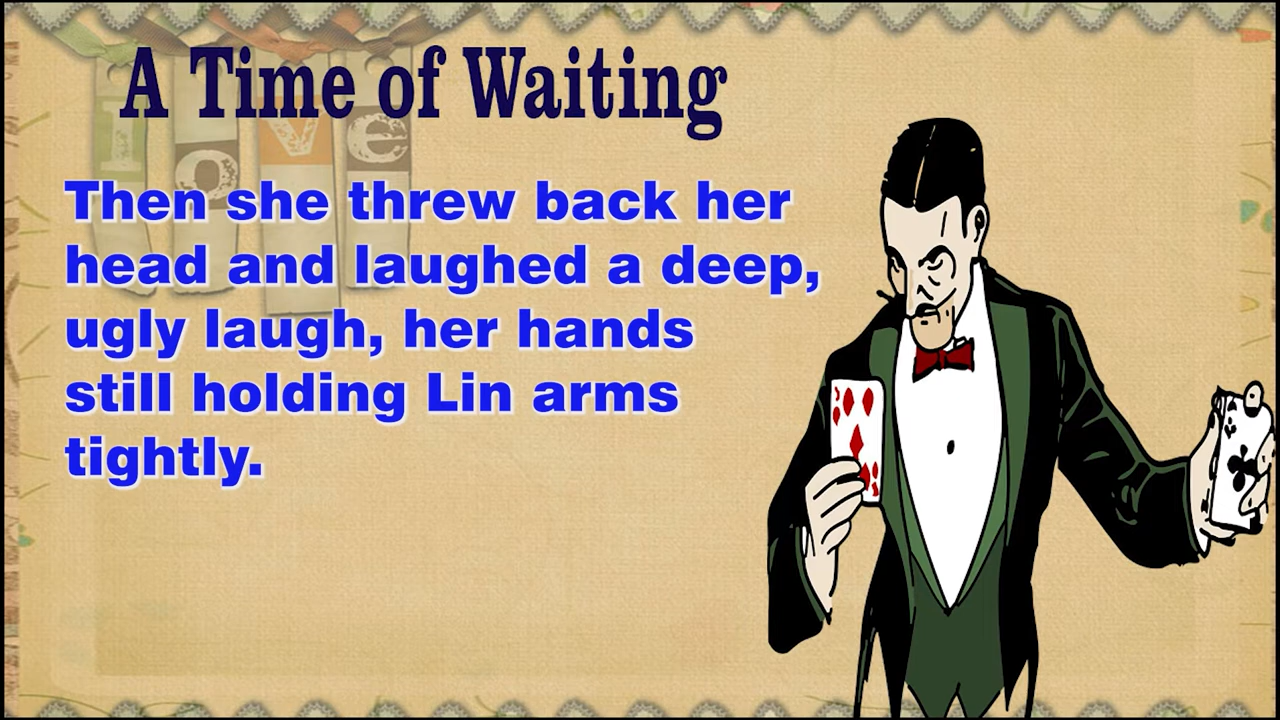 A Time of Waiting
love
Then she threw back her
head and laughed a deep,
ugly laugh, her hands
still holding Lin arms
tightly.